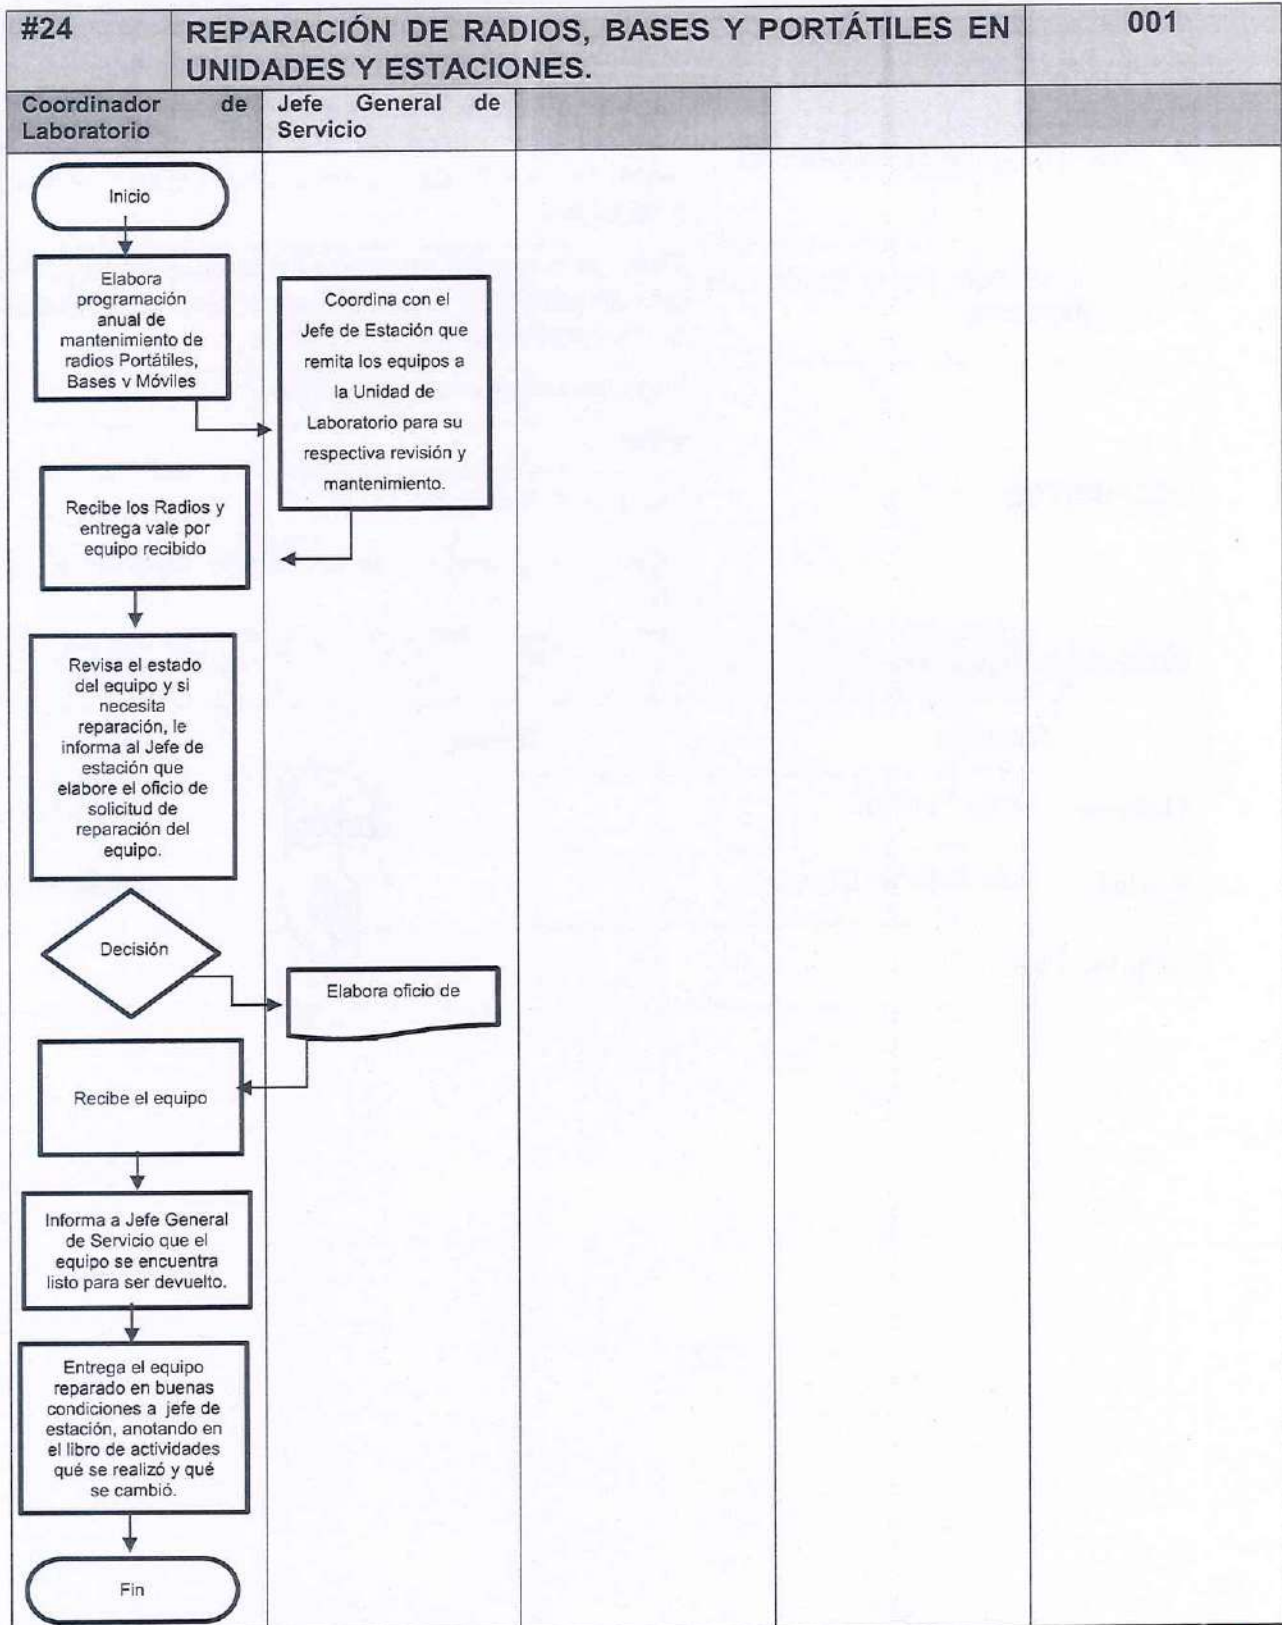 #24
REPARACIÓN DE RADIOS, BASES Y PORTÁTILES EN
UNIDADES Y ESTACIONES.
001
Coordinador de
Laboratorio
Jefe General de
Servicio
Inicio
Elabora
programación
anual de
mantenimiento de
radios Portátiles,
Bases v Móviles
Coordina con el
Jefe de Estación que
remita los equipos a
la Unidad de
Laboratorio para su
respectiva revisión y
mantenimiento.
Recibe los Radios y
entrega vale por
equipo recibido
Revisa el estado
del equipo y si
necesita
reparación, le
informa al Jefe de
estación que
elabore el oficio de
solicitud de
reparación del
equipo.
Decisión
Elabora oficio de
Recibe el equipo
Informa a Jefe General
de Servicio que el
equipo se encuentra
listo para ser devuelto.
Entrega el equipo
reparado en buenas
condiciones a jefe de
estación, anotando en
el libro de actividades
qué se realizó y qué
se cambió.
Fin